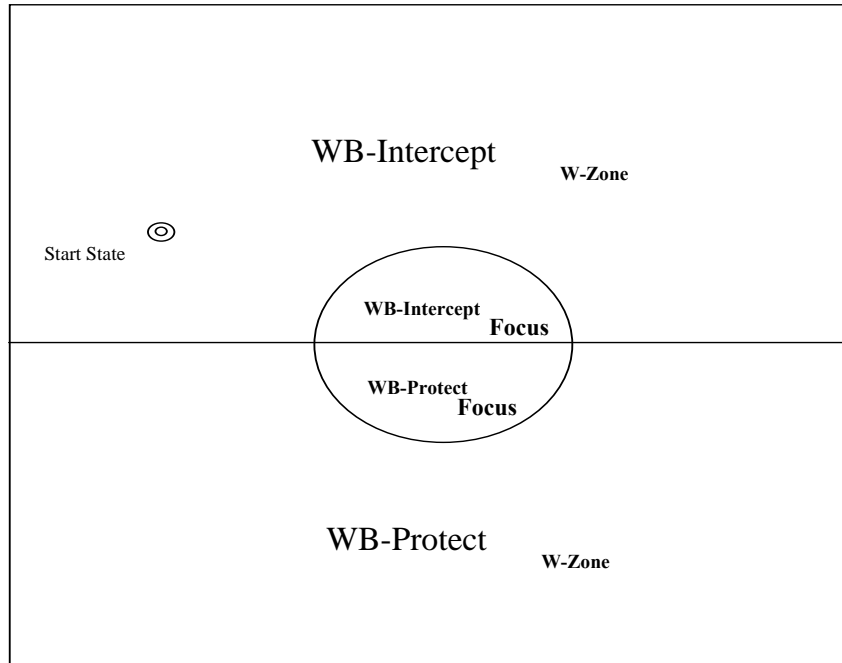 WB-Intercept
W-Zone
Start State
WB-Intercept
Focus
WB-Protect
Focus
WB-Protect
W-Zone